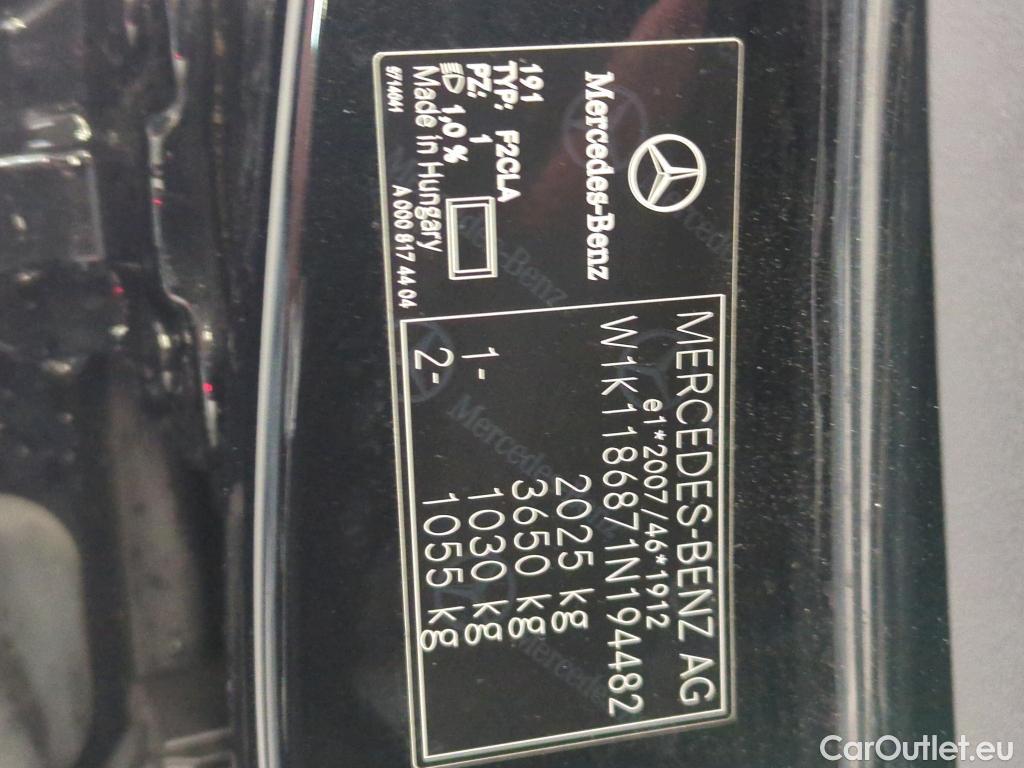 Mercedes-Benz
191
TYP: F2CLA
PZ: 1
1,0 %
Made in Hungary
A 000 817 44 04
MERCEDES-BENZ AG
e1*2007/46*1912
W1K1186871N194482
2025 kg
3650 kg
1- 1030 kg
2- 1055 kg
CarOutlet.eu